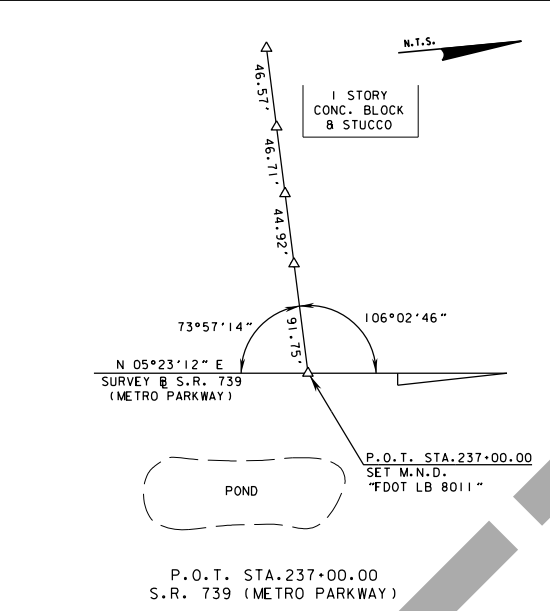 N.T.S.
1 STORY
CONC. BLOCK
& STUCCO
46.57'
46.71'
44.92'
91.75'
73°57'14"
106°02'46"
N 05°23'12" E
SURVEY BL S.R. 739
(METRO PARKWAY)
P.O.T. STA.237+00.00
SET M.N.D.
"FDOT LB 8011"
POND
P.O.T. STA.237+00.00
S.R. 739 (METRO PARKWAY)